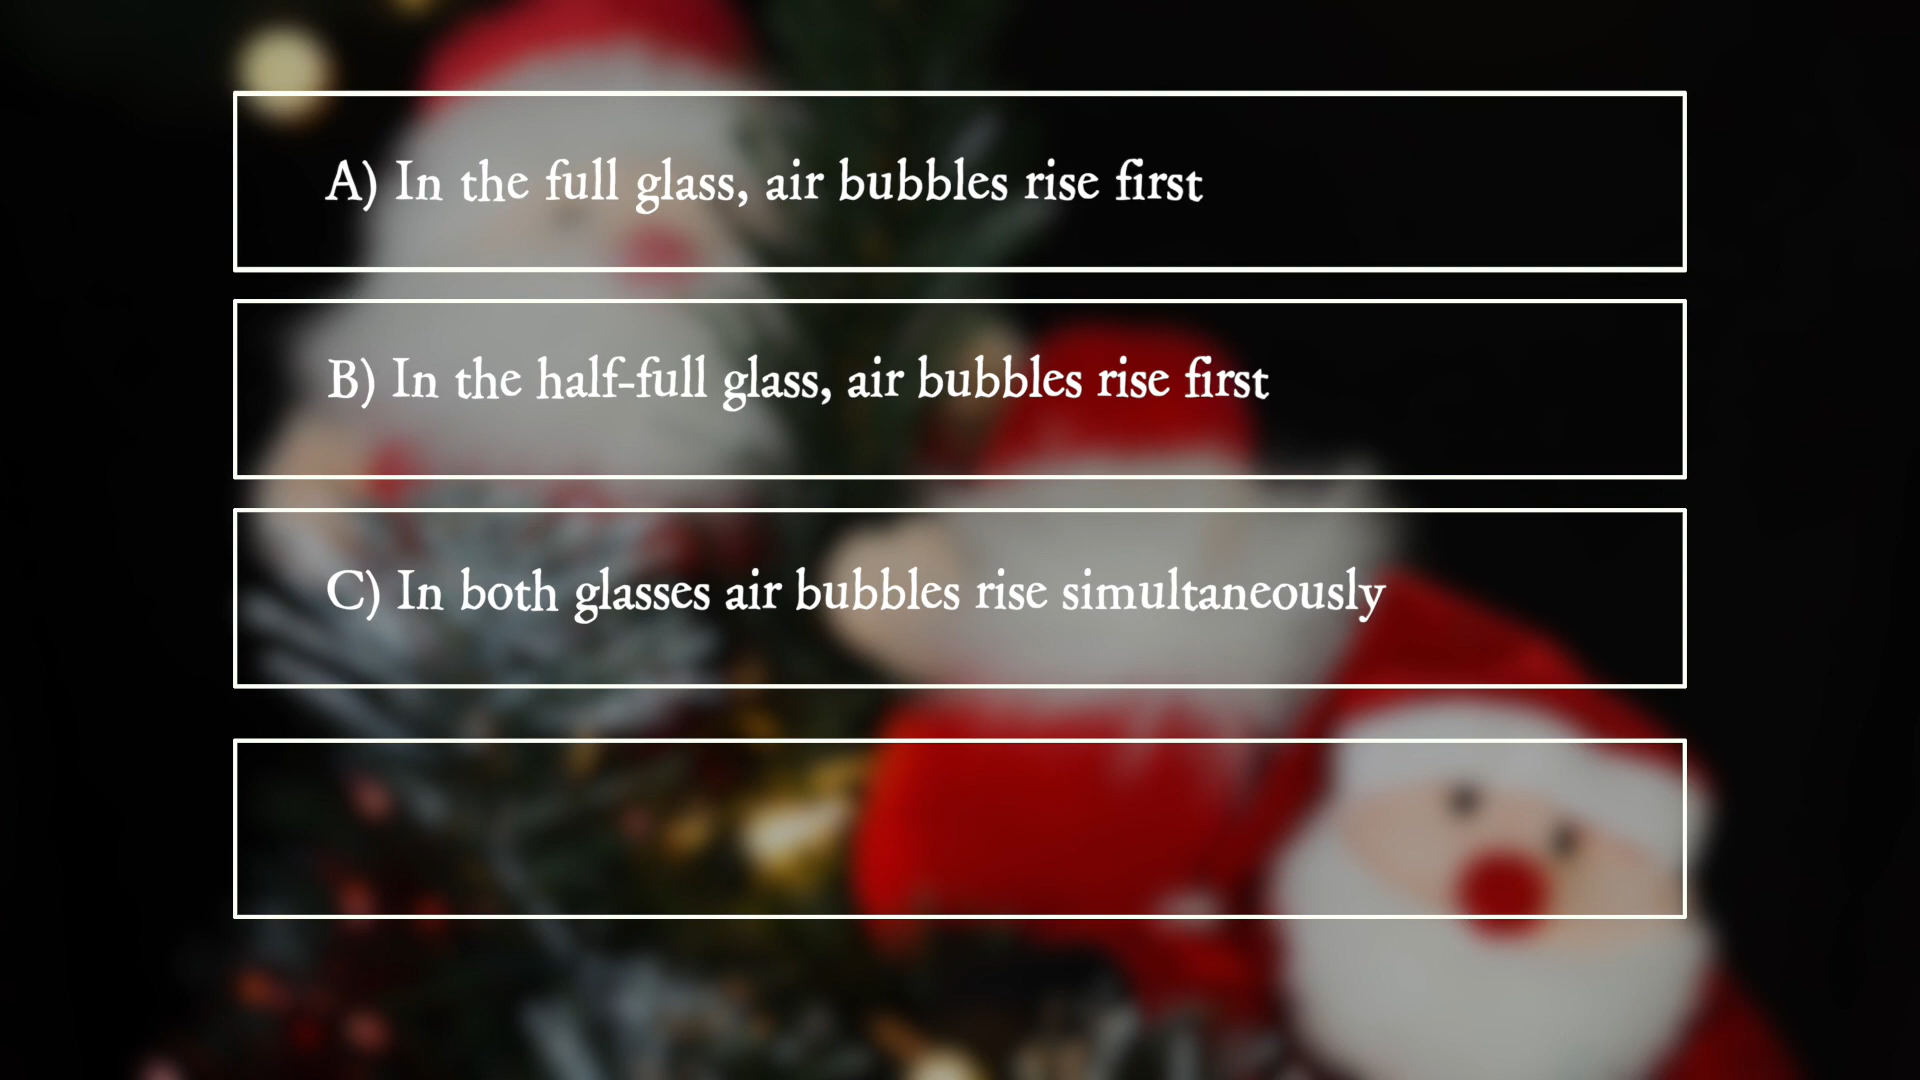 A) In the full glass, air bubbles rise first
B) In the half-full glass, air bubbles rise first
C) In both glasses air bubbles rise simultaneously